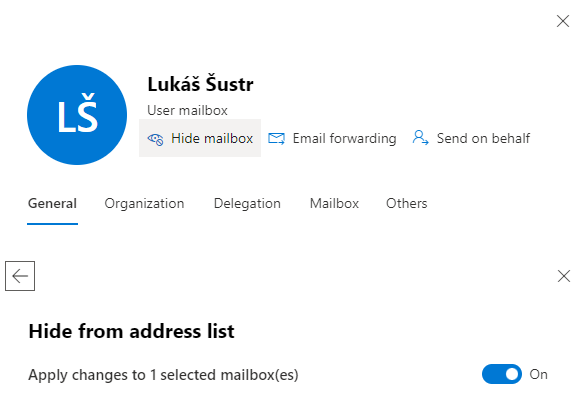 LŠ
Lukáš Šustr
User mailbox
Hide mailbox Email forwarding Send on behalf
General Organization Delegation Mailbox Others
Hide from address list
Apply changes to 1 selected mailbox(es) On